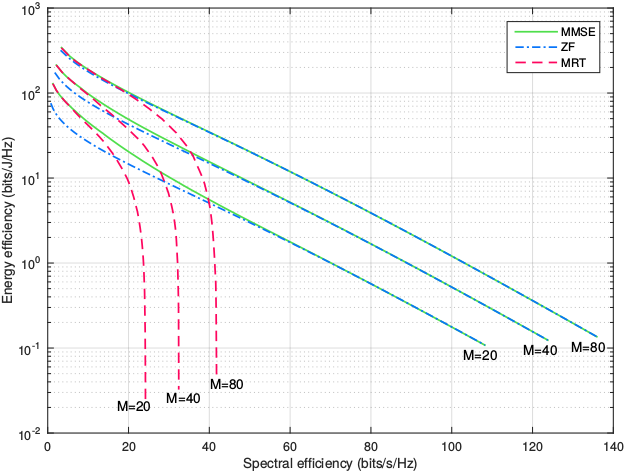 10^3
10^2
10^1
10^0
10^-1
10^-2
Energy efficiency (bits/J/Hz)
MMSE
ZF
MRT
M=20
M=40
M=80
M=20
M=40
M=80
0
20
40
60
80
100
120
140
Spectral efficiency (bits/s/Hz)